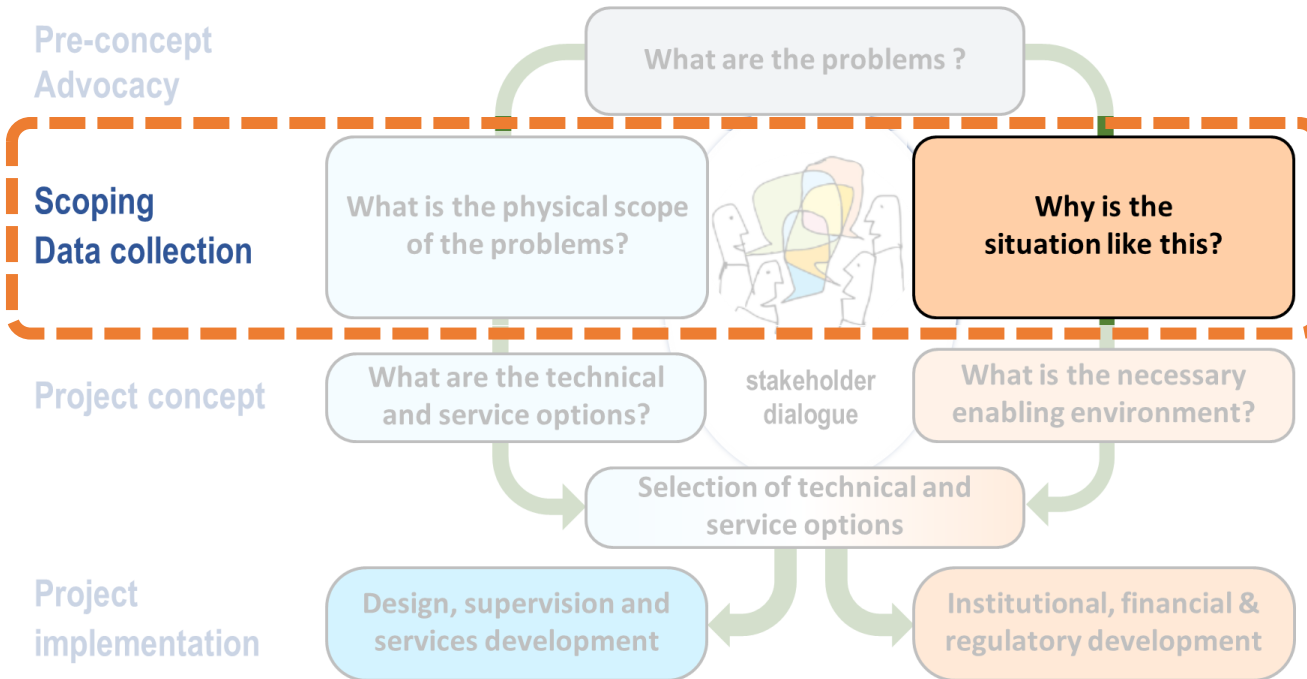 Pre-concept
Advocacy
What are the problems ?
Scoping
Data collection
What is the physical scope
of the problems?
Why is the
situation like this?
Project concept
What are the technical
and service options?
stakeholder
dialogue
What is the necessary
enabling environment?
Selection of technical and
service options
Project
implementation
Design, supervision and
services development
Institutional, financial &
regulatory development